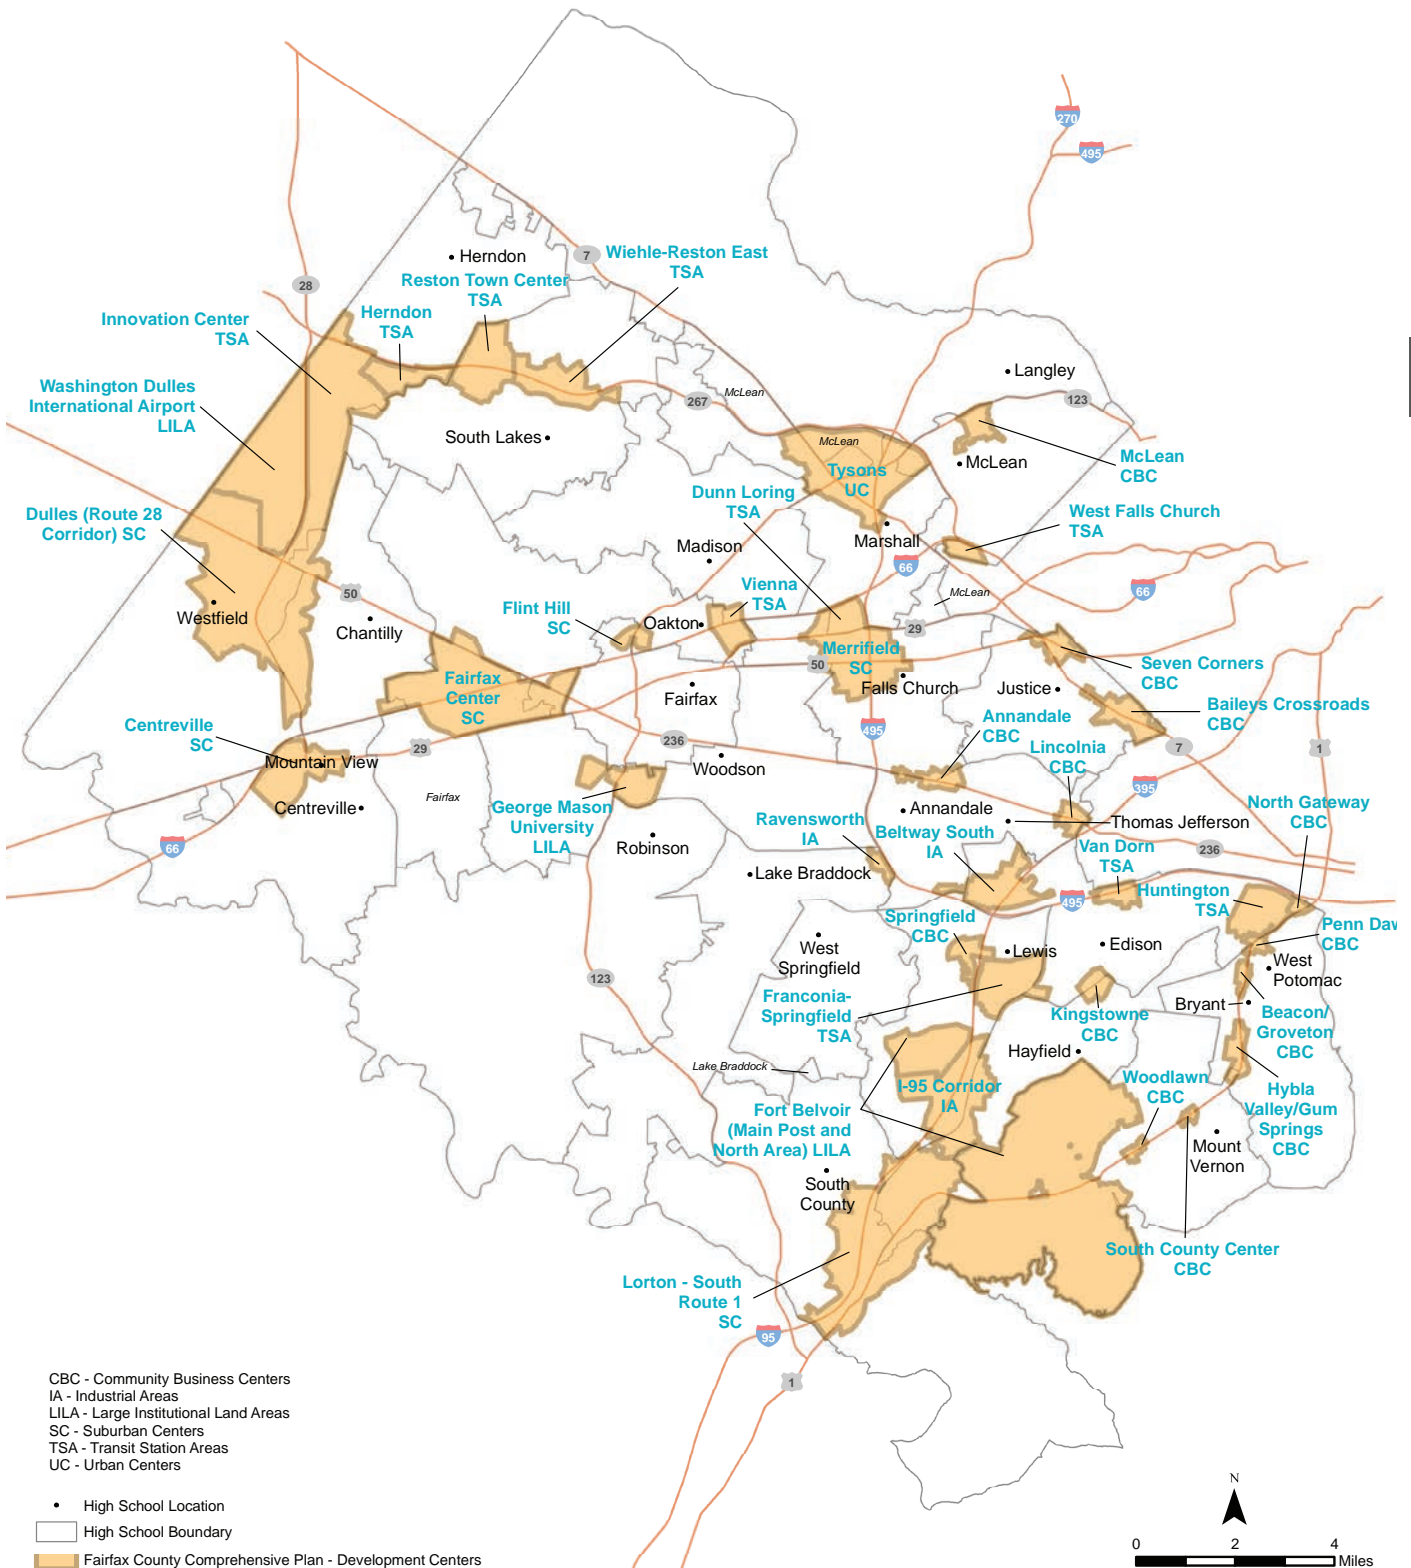 270
495
7
Wiehle-Reston East
TSA
Herndon
Reston Town Center
TSA
28
Herndon
TSA
Innovation Center
TSA
Langley
Washington Dulles
International Airport
LILA
McLean
267
123
South Lakes
McLean
McLean
McLean
CBC
Tysons
UC
Dunn Loring
TSA
West Falls Church
TSA
Dulles (Route 28
Corridor) SC
Marshall
Madison
66
66
Vienna
TSA
50
McLean
Flint Hill
SC
Westfield
Chantilly
Oakton
29
Merrifield
SC
50
Seven Corners
CBC
Fairfax
Center
SC
Falls Church
Fairfax
Justice
Baileys Crossroads
CBC
Annandale
CBC
Centreville
SC
495
236
29
7
1
Lincolnia
CBC
Mountain View
Woodson
395
Fairfax
George Mason
University
LILA
Centreville
Annandale
North Gateway
CBC
Ravensworth
IA
Beltway South
IA
Thomas Jefferson
66
Robinson
Van Dorn
TSA
236
Lake Braddock
495
Huntington
TSA
Springfield
CBC
Penn Daw
CBC
West
Springfield
Lewis
Edison
West
Potomac
123
Franconia-
Springfield
TSA
Kingstowne
CBC
Bryant
Beacon/
Groveton
CBC
Hayfield
Lake Braddock
I-95 Corridor
IA
Woodlawn
CBC
Hybla
Valley/Gum
Springs
CBC
Fort Belvoir
(Main Post and
North Area) LILA
Mount
Vernon
South
County
South County Center
CBC
Lorton - South
Route 1
SC
95
1
CBC - Community Business Centers
IA - Industrial Areas
LILA - Large Institutional Land Areas
SC - Suburban Centers
TSA - Transit Station Areas
UC - Urban Centers
High School Location
High School Boundary
Fairfax County Comprehensive Plan - Development Centers
N
0 2 4
Miles